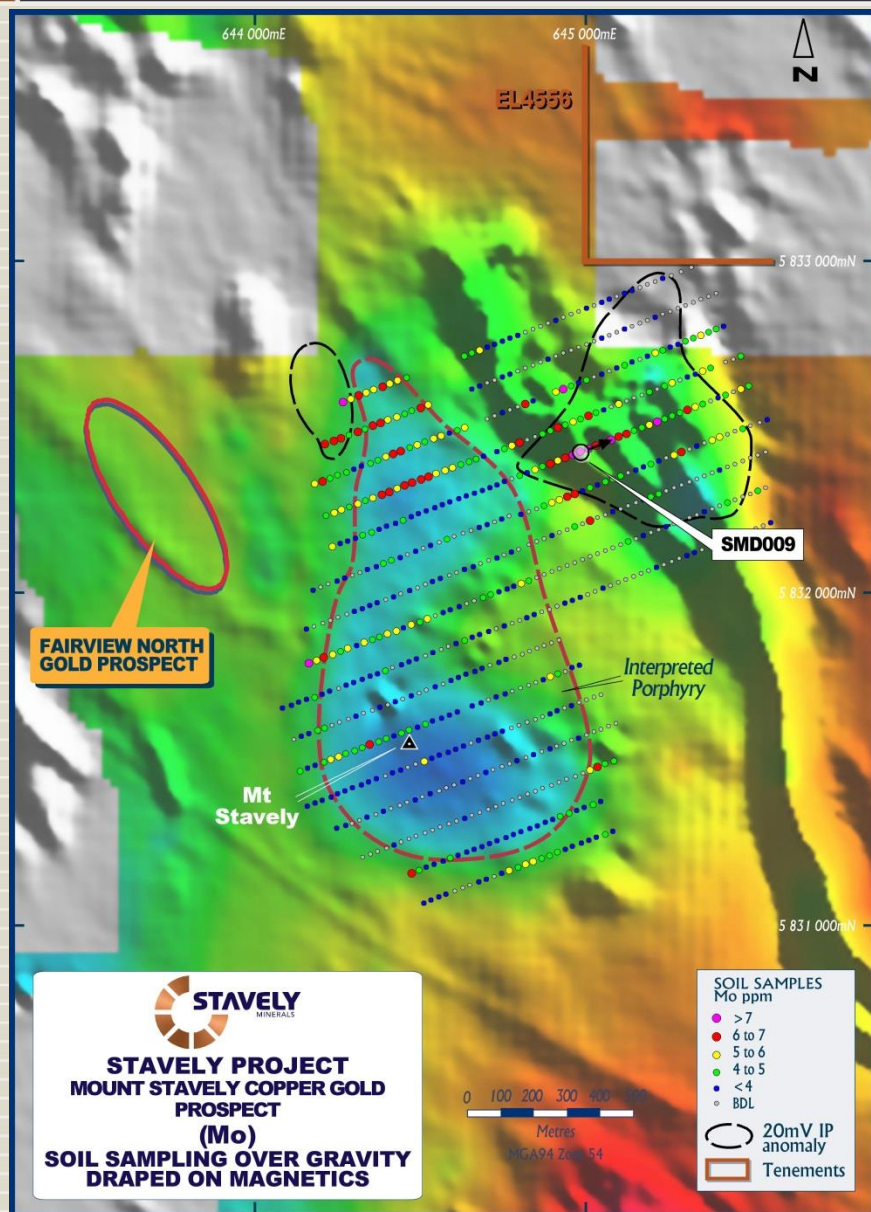 644 000mE
645 000mE
N
EL4556
5 833 000mN
SMD009
5 832 000mN
FAIRVIEW NORTH
GOLD PROSPECT
Interpreted
Porphyry
Mt
Stavely
5 831 000mN
STAVELY
MINERALS
STAVELY PROJECT
MOUNT STAVELY COPPER GOLD
PROSPECT
(Mo)
SOIL SAMPLING OVER GRAVITY
DRAPED ON MAGNETICS
0 100 200 300 400 500
Metres
MGA94 Zone 54
SOIL SAMPLES
Mo ppm
>7
6 to 7
5 to 6
4 to 5
<4
BDL
20mV IP
anomaly
Tenements